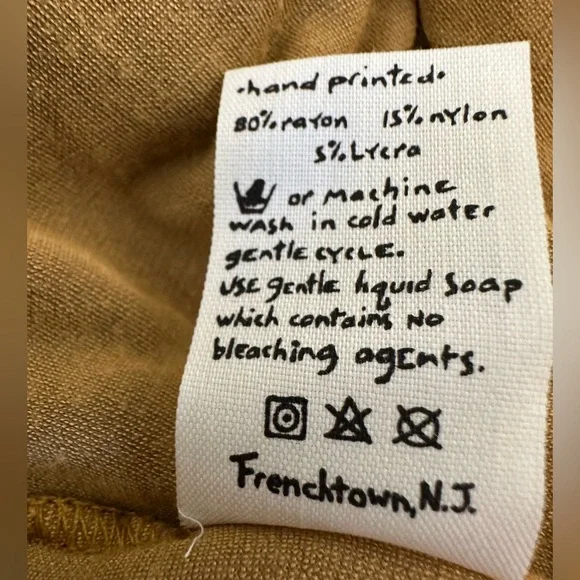 ·hand printed·
80% rayon 15% nylon
5% Lycra
or machine
wash in cold water
gentle cycle.
use gentle liquid soap
which contains no
bleaching agents.
Frenchtown, N.J.